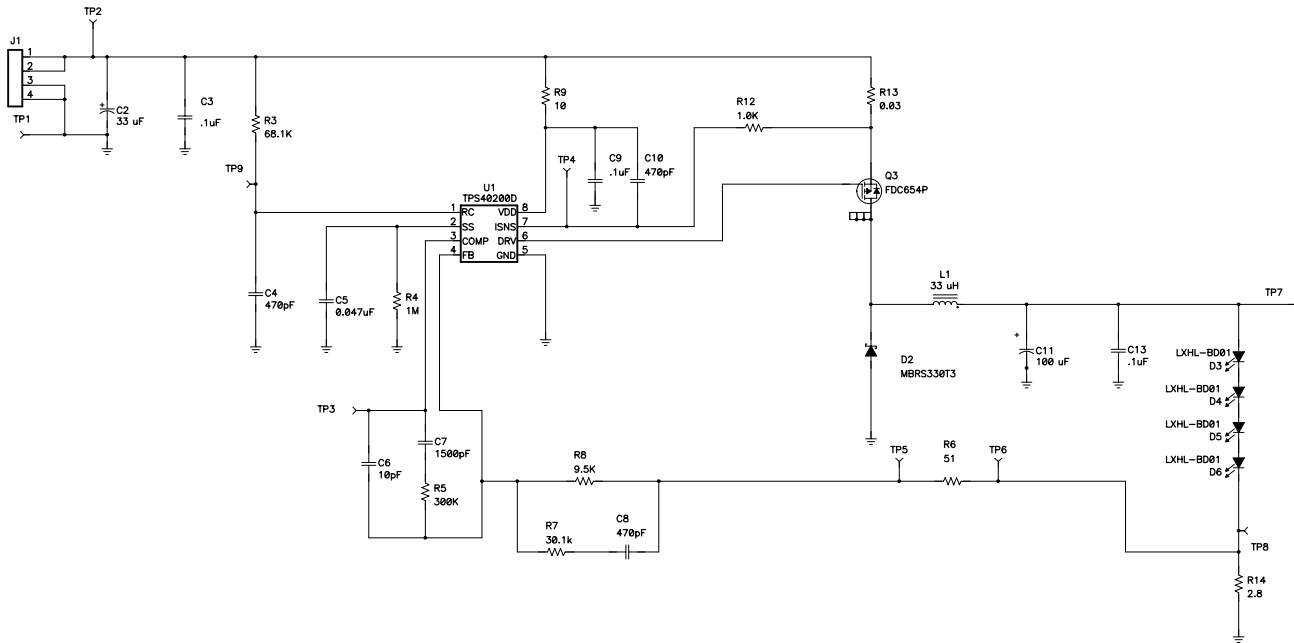 TP2
J1
1
2
3
4
TP1
C2
33 uF
C3
.1uF
R3
68.1K
R9
10
R12
1.0K
R13
0.03
TP9
TP4
C9
.1uF
C10
470pF
Q3
FDC654P
U1
TPS40200D
1 RC VDD 8
2 SS ISNS 7
3 COMP DRV 6
4 FB GND 5
C4
470pF
C5
0.047uF
R4
1M
L1
33 uH
TP7
D2
MBRS330T3
C11
100 uF
C13
.1uF
LXHL-BD01
D3
LXHL-BD01
D4
LXHL-BD01
D5
LXHL-BD01
D6
TP3
C6
10pF
C7
1500pF
R5
300K
R8
9.5K
R7
30.1k
C8
470pF
TP5
R6
51
TP6
TP8
R14
2.8